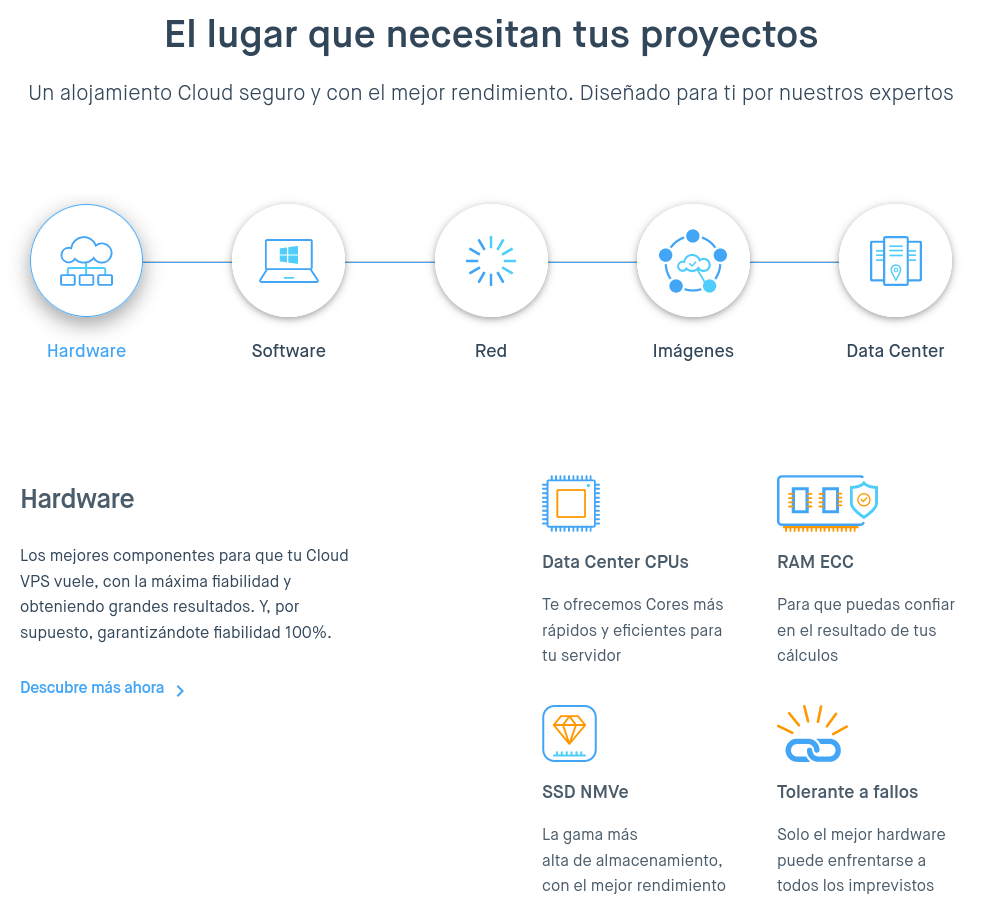 El lugar que necesitan tus proyectos
Un alojamiento Cloud seguro y con el mejor rendimiento. Diseñado para ti por nuestros expertos
Hardware
Software
Red
Imágenes
Data Center
Hardware
Los mejores componentes para que tu Cloud
VPS vuele, con la máxima fiabilidad y
obteniendo grandes resultados. Y, por
supuesto, garantizándote fiabilidad 100%.
Descubre más ahora
Data Center CPUs
Te ofrecemos Cores más
rápidos y eficientes para
tu servidor
RAM ECC
Para que puedas confiar
en el resultado de tus
cálculos
SSD NMVe
La gama más
alta de almacenamiento,
con el mejor rendimiento
Tolerante a fallos
Solo el mejor hardware
puede enfrentarse a
todos los imprevistos